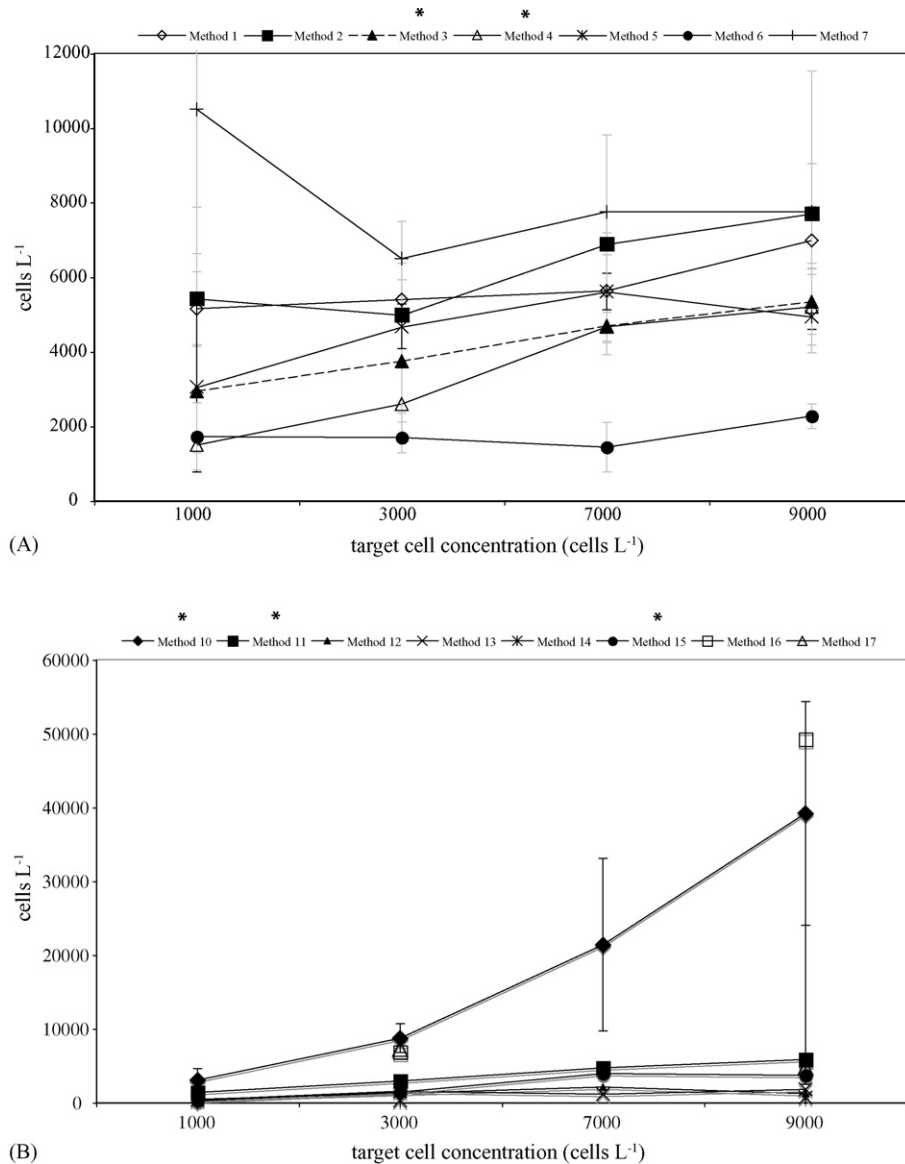 * *
Method 1 Method 2 Method 3 Method 4 Method 5 Method 6 Method 7
12000
10000
8000
6000
4000
2000
0
cells L-1
1000 3000 7000 9000
target cell concentration (cells L-1)
(A)
* * *
Method 10 Method 11 Method 12 Method 13 Method 14 Method 15 Method 16 Method 17
60000
50000
40000
30000
20000
10000
0
cells L-1
1000 3000 7000 9000
target cell concentration (cells L-1)
(B)